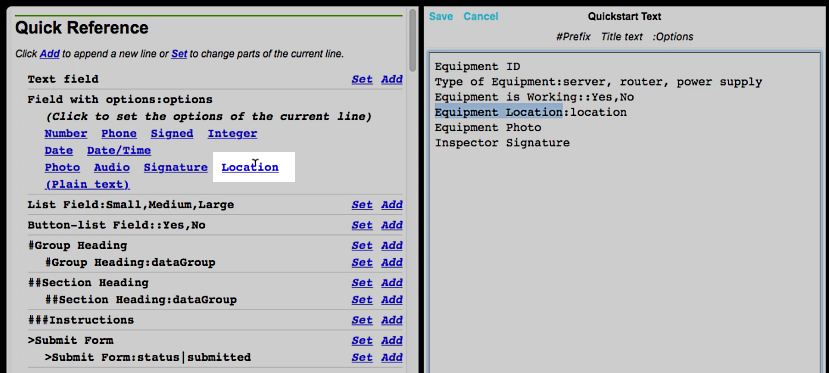 Quick Reference
Click Add to append a new line or Set to change parts of the current line.
Text field Set Add
Field with options:options
(Click to set the options of the current line)
Number Phone Signed Integer
Date Date/Time
Photo Audio Signature Location
(Plain text)
List Field:Small,Medium,Large Set Add
Button-list Field::Yes,No Set Add
#Group Heading Set Add
#Group Heading:dataGroup Set Add
##Section Heading Set Add
##Section Heading:dataGroup Set Add
###Instructions Set Add
>Submit Form Set Add
>Submit Form:status|submitted Set Add
Save Cancel Quickstart Text
#Prefix Title text :Options
Equipment ID
Type of Equipment:server, router, power supply
Equipment is Working::Yes,No
Equipment Location:location
Equipment Photo
Inspector Signature